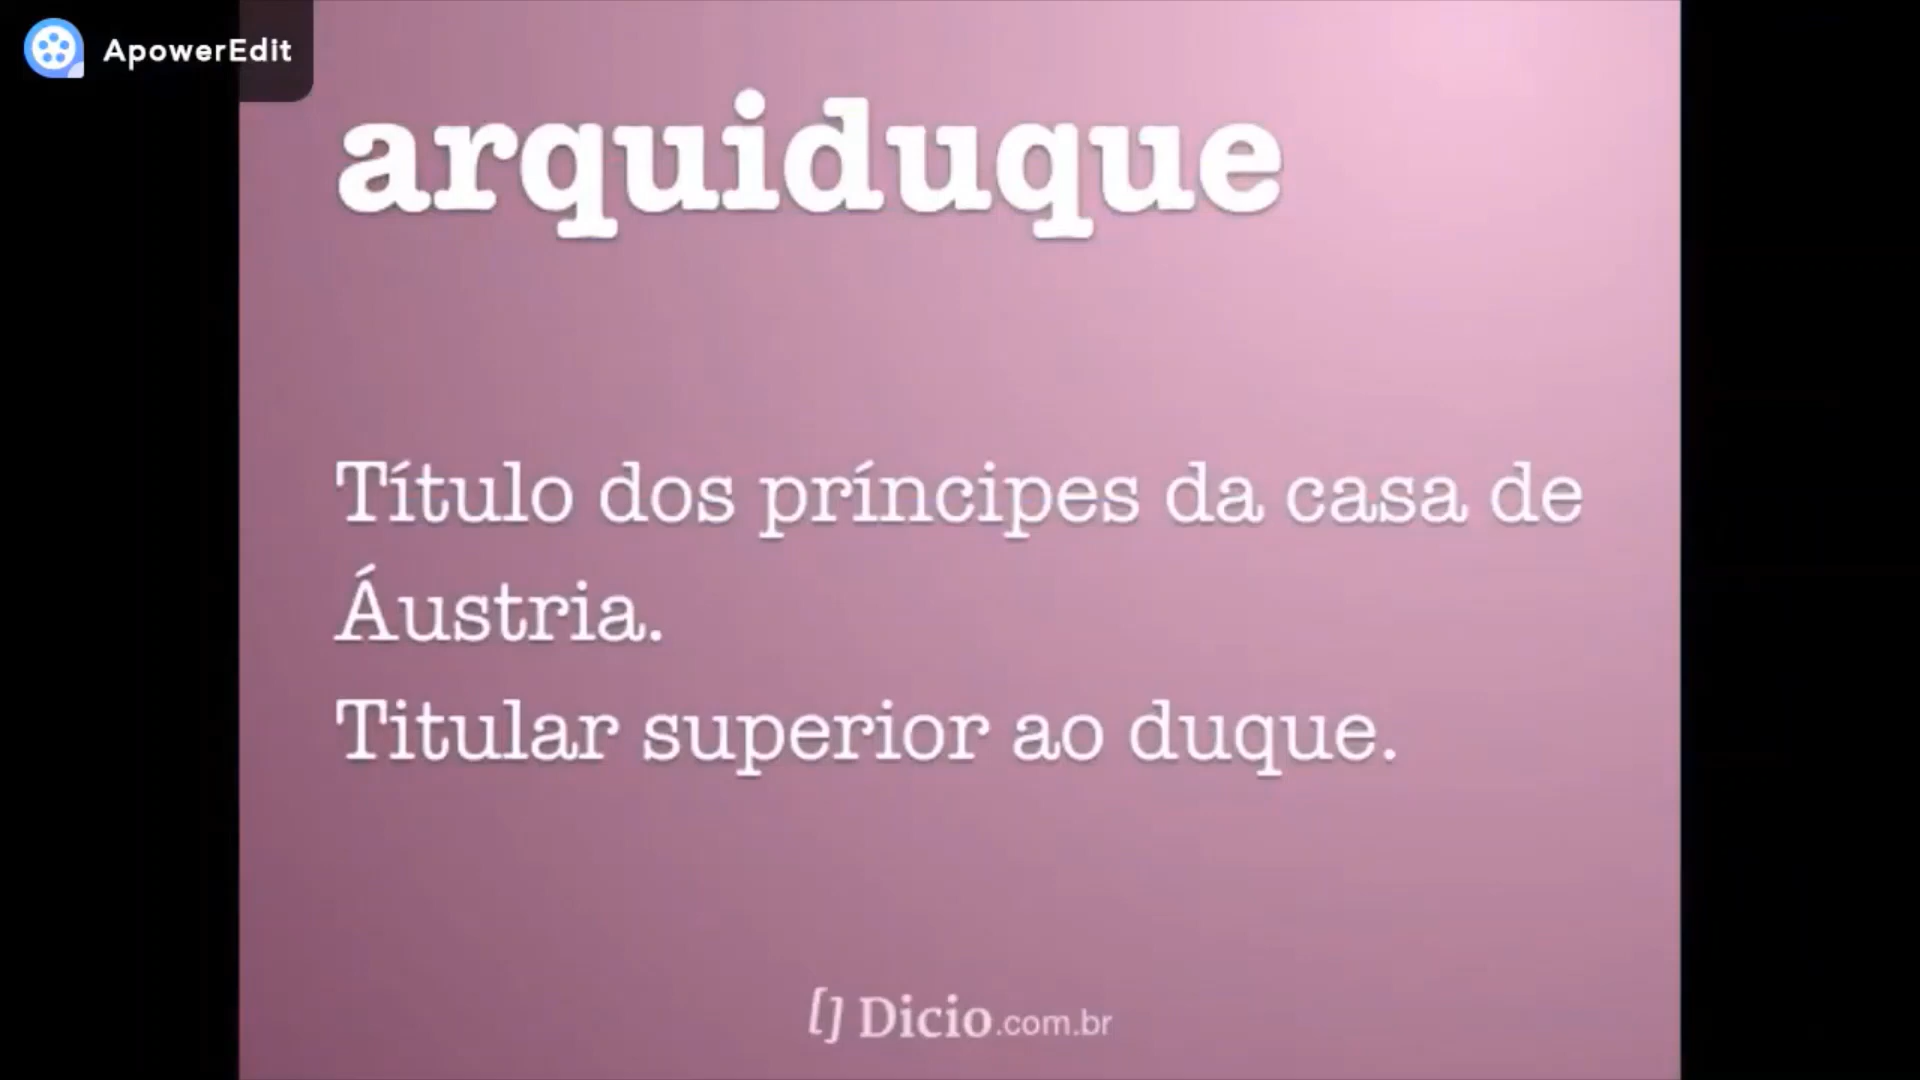 ApowerEdit
arquiduque
Título dos príncipes da casa de
Áustria.
Titular superior ao duque.
[] Dicio.com.br